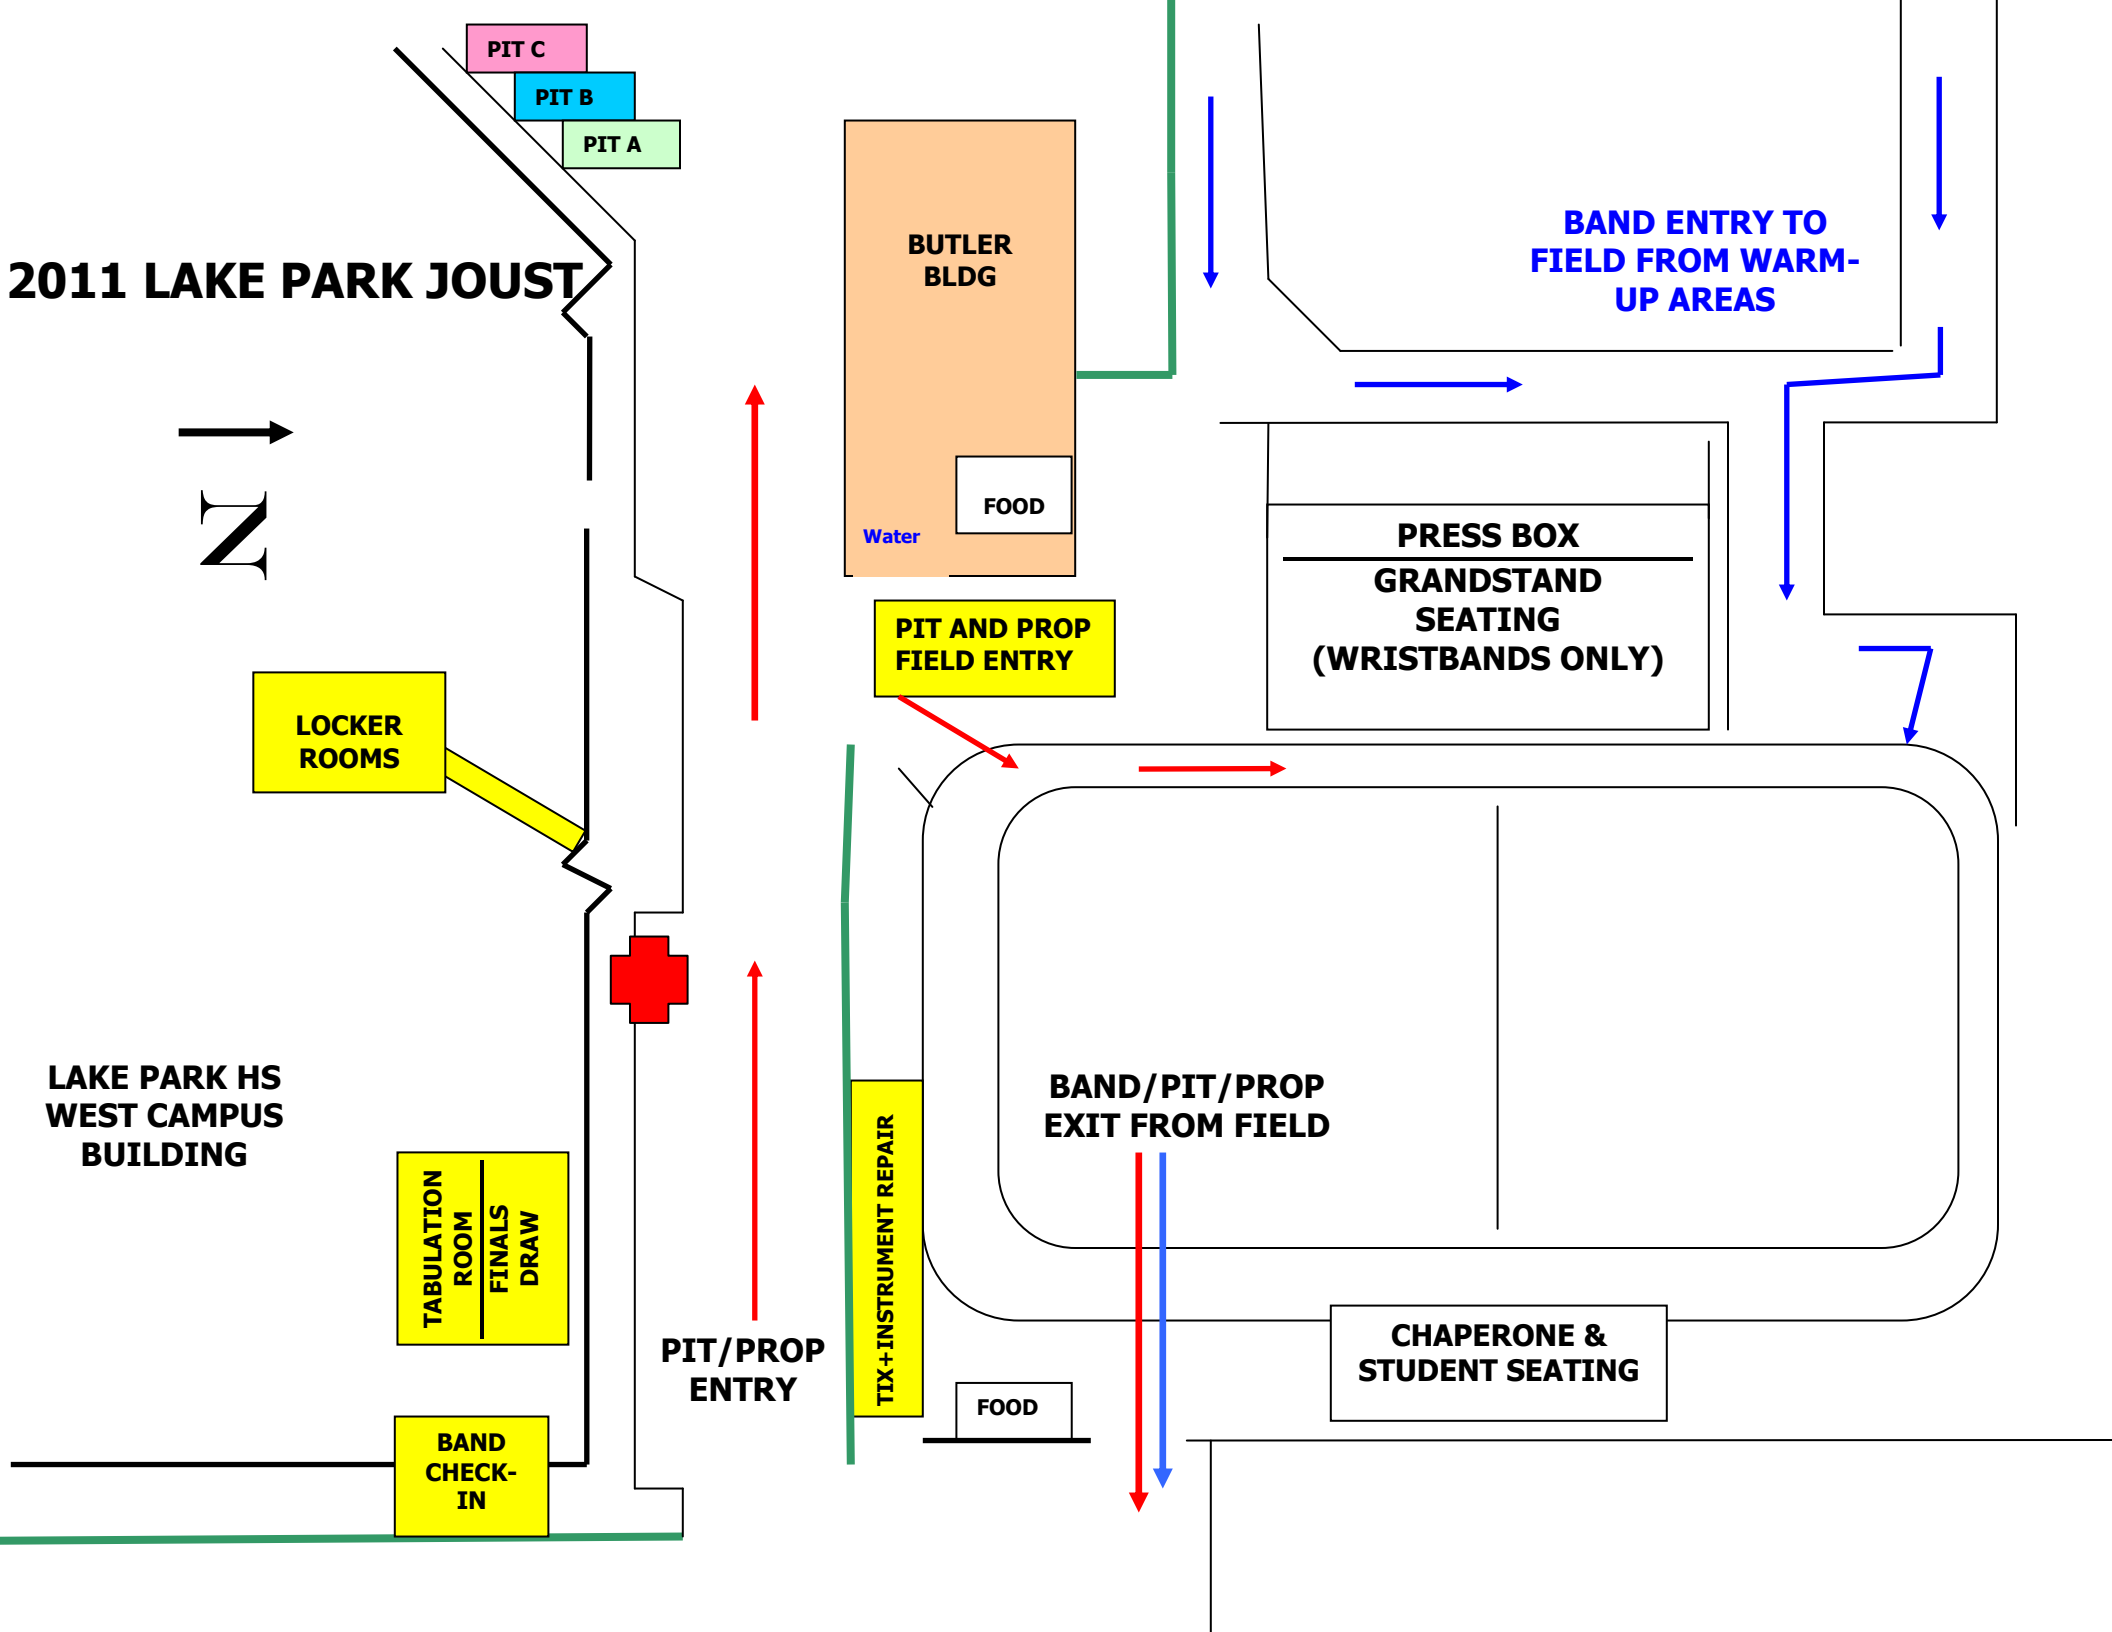 PIT C
PIT B
PIT A
2011 LAKE PARK JOUST
N
BUTLER
BLDG
FOOD
Water
BAND ENTRY TO
FIELD FROM WARM-
UP AREAS
PRESS BOX
GRANDSTAND
SEATING
(WRISTBANDS ONLY)
PIT AND PROP
FIELD ENTRY
LOCKER
ROOMS
LAKE PARK HS
WEST CAMPUS
BUILDING
TABULATION
ROOM
FINALS
DRAW
BAND
CHECK-
IN
PIT/PROP
ENTRY
TIX+INSTRUMENT REPAIR
BAND/PIT/PROP
EXIT FROM FIELD
FOOD
CHAPERONE &
STUDENT SEATING